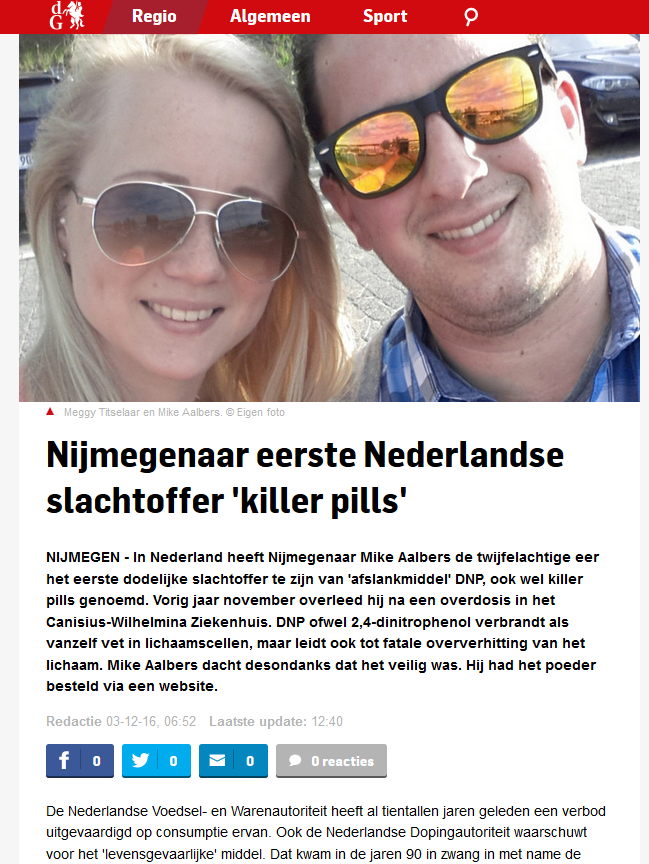 dG
Regio Algemeen Sport
Meggy Titselaar en Mike Aalbers. © Eigen foto
Nijmegenaar eerste Nederlandse
slachtoffer 'killer pills'
NIJMEGEN - In Nederland heeft Nijmegenaar Mike Aalbers de twijfelachtige eer
het eerste dodelijke slachtoffer te zijn van 'afslankmiddel' DNP, ook wel killer
pills genoemd. Vorig jaar november overleed hij na een overdosis in het
Canisius-Wilhelmina Ziekenhuis. DNP ofwel 2,4-dinitrophenol verbrandt als
vanzelf vet in lichaamscellen, maar leidt ook tot fatale oververhitting van het
lichaam. Mike Aalbers dacht desondanks dat het veilig was. Hij had het poeder
besteld via een website.
Redactie 03-12-16, 06:52 Laatste update: 12:40
f 0 0 0 0 reacties
De Nederlandse Voedsel- en Warenautoriteit heeft al tientallen jaren geleden een verbod
uitgevaardigd op consumptie ervan. Ook de Nederlandse Dopingautoriteit waarschuwt
voor het 'levensgevaarlijke' middel. Dat kwam in de jaren 90 in zwang in met name de